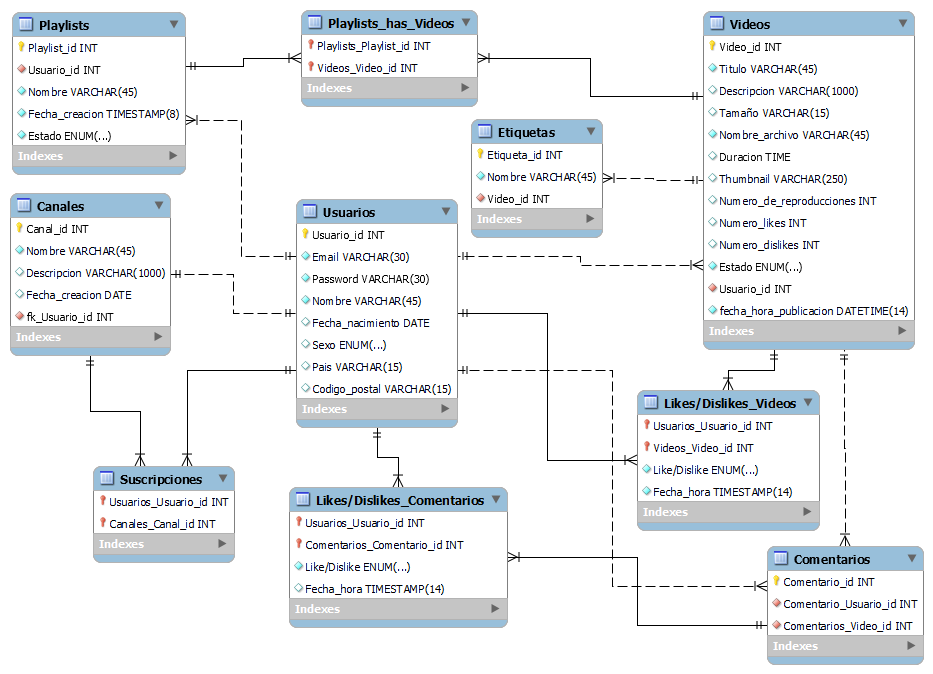 Playlists
Playlist_id INT
Usuario_id INT
Nombre VARCHAR(45)
Fecha_creacion TIMESTAMP(8)
Estado ENUM(...)
Indexes
Playlists_has_Videos
Playlists_Playlist_id INT
Videos_Video_id INT
Indexes
Videos
Video_id INT
Titulo VARCHAR(45)
Descripcion VARCHAR(1000)
Tamaño VARCHAR(15)
Nombre_archivo VARCHAR(45)
Duracion TIME
Thumbnail VARCHAR(250)
Numero_de_reproducciones INT
Numero_likes INT
Numero_dislikes INT
Estado ENUM(...)
Usuario_id INT
fecha_hora_publicacion DATETIME(14)
Indexes
Etiquetas
Etiqueta_id INT
Nombre VARCHAR(45)
Video_id INT
Indexes
Canales
Canal_id INT
Nombre VARCHAR(45)
Descripcion VARCHAR(1000)
Fecha_creacion DATE
fk_Usuario_id INT
Indexes
Usuarios
Usuario_id INT
Email VARCHAR(30)
Password VARCHAR(30)
Nombre VARCHAR(45)
Fecha_nacimiento DATE
Sexo ENUM(...)
Pais VARCHAR(15)
Codigo_postal VARCHAR(15)
Indexes
Likes/Dislikes_Videos
Usuarios_Usuario_id INT
Videos_Video_id INT
Like/Dislike ENUM(...)
Fecha_hora TIMESTAMP(14)
Indexes
Suscripciones
Usuarios_Usuario_id INT
Canales_Canal_id INT
Indexes
Likes/Dislikes_Comentarios
Usuarios_Usuario_id INT
Comentarios_Comentario_id INT
Like/Dislike ENUM(...)
Fecha_hora TIMESTAMP(14)
Indexes
Comentarios
Comentario_id INT
Comentario_Usuario_id INT
Comentarios_Video_id INT
Indexes